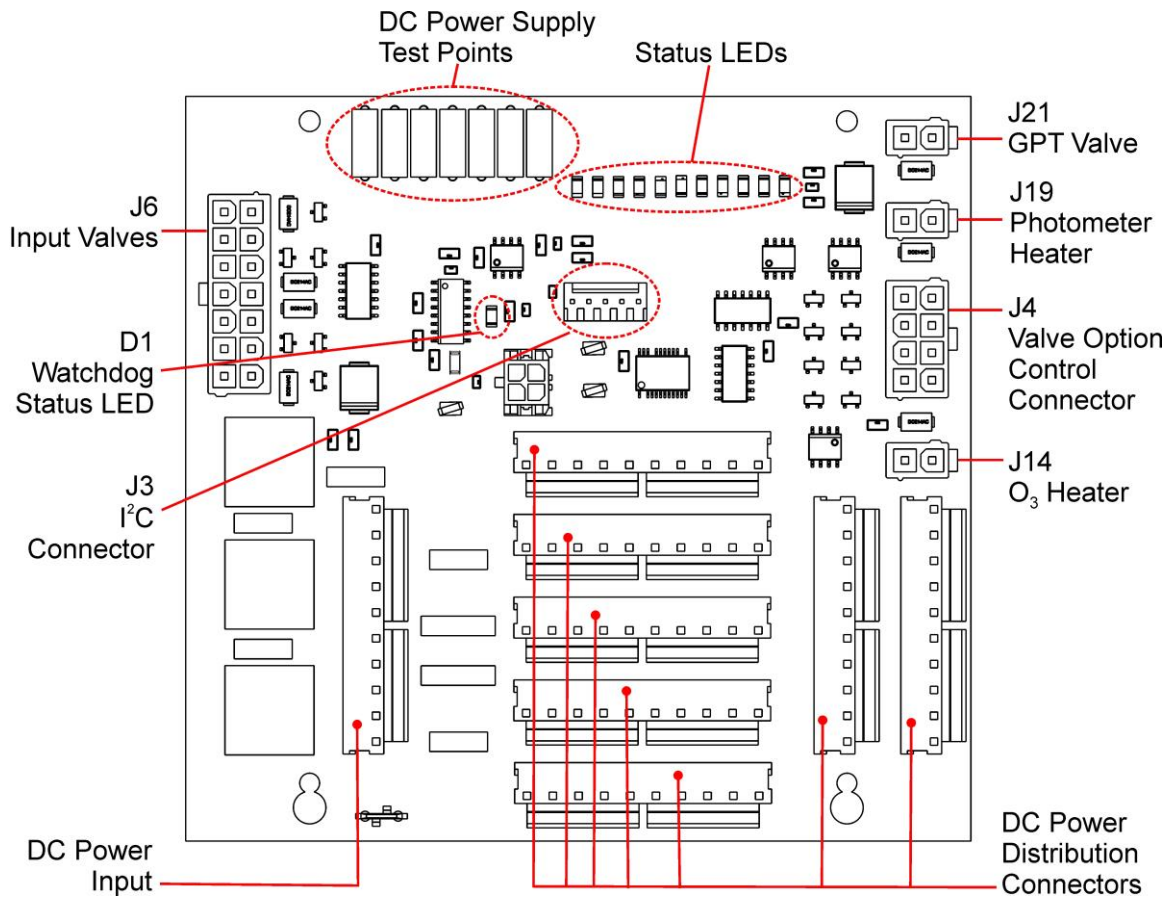 DC Power Supply
Test Points
Status LEDs
J21
GPT Valve
J19
Photometer
Heater
J6
Input Valves
J4
Valve Option
Control
Connector
D1
Watchdog
Status LED
J14
O₃ Heater
J3
I²C
Connector
DC Power
Input
DC Power
Distribution
Connectors